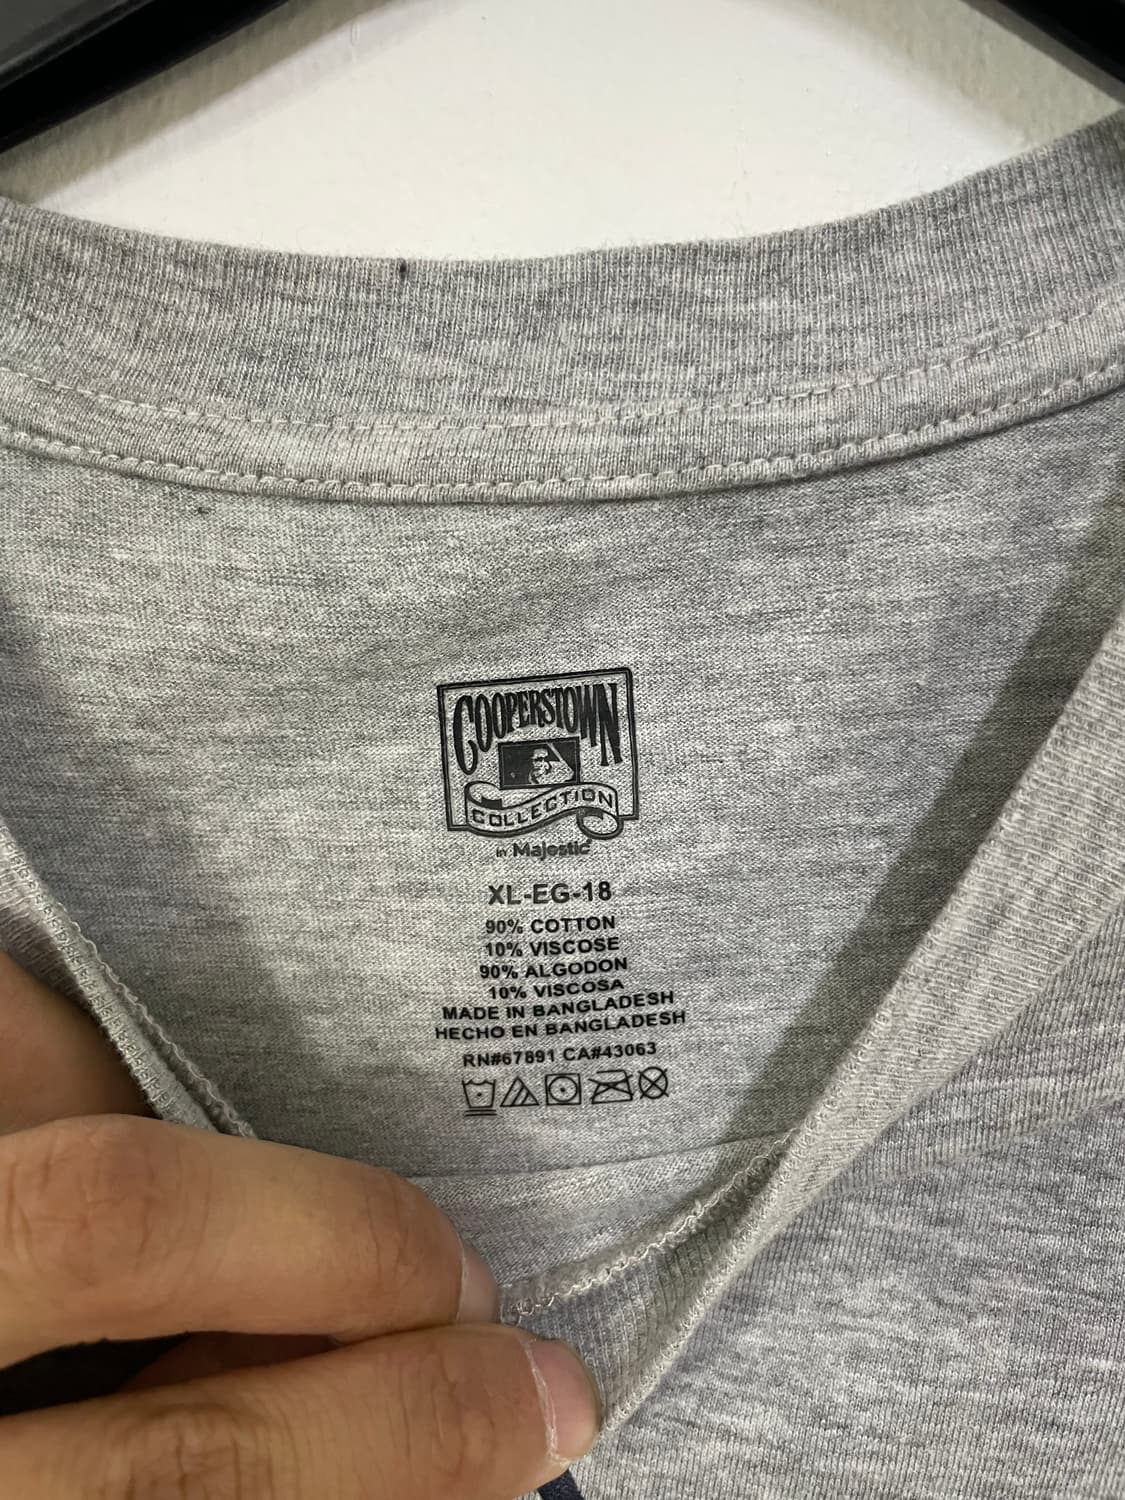 COOPERSTOWN
COLLECTION
Majestic
XL-EG-18
90% COTTON
10% VISCOSE
90% ALGODON
10% VISCOSA
MADE IN BANGLADESH
HECHO EN BANGLADESH
RN#67891 CA#43063